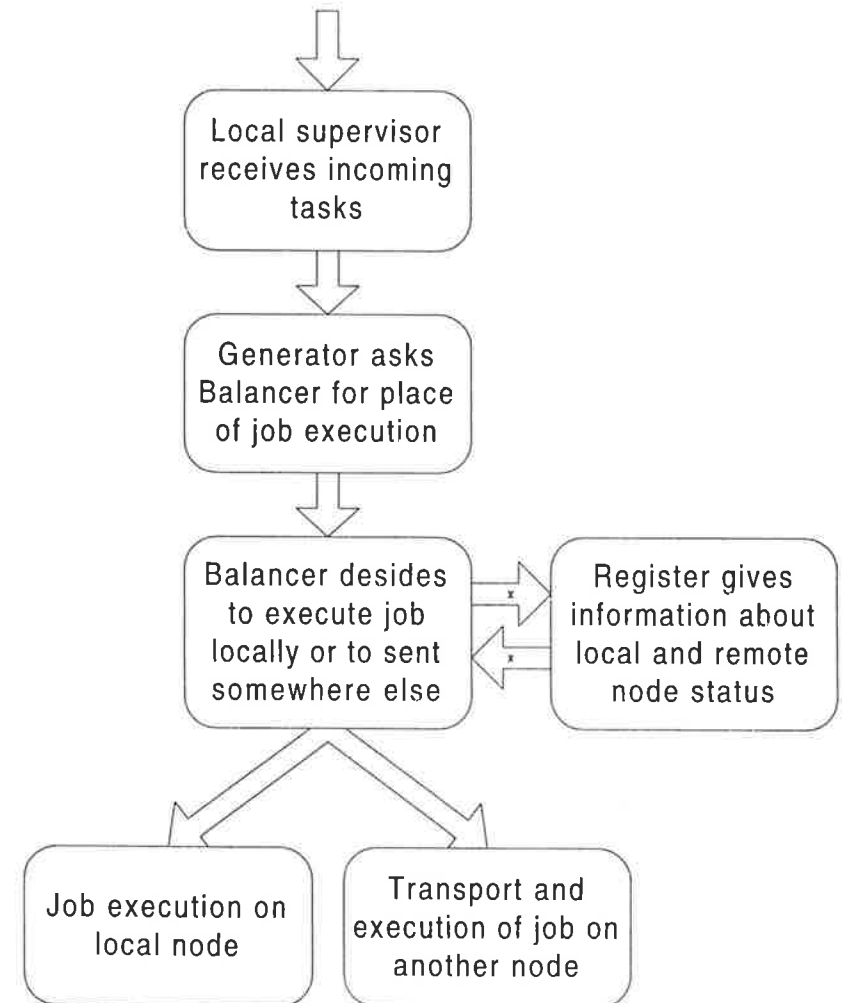 Local supervisor
receives incoming
tasks
Generator asks
Balancer for place
of job execution
Balancer desides
to execute job
locally or to sent
somewhere else
x
x
Register gives
information about
local and remote
node status
Job execution on
local node
Transport and
execution of job on
another node